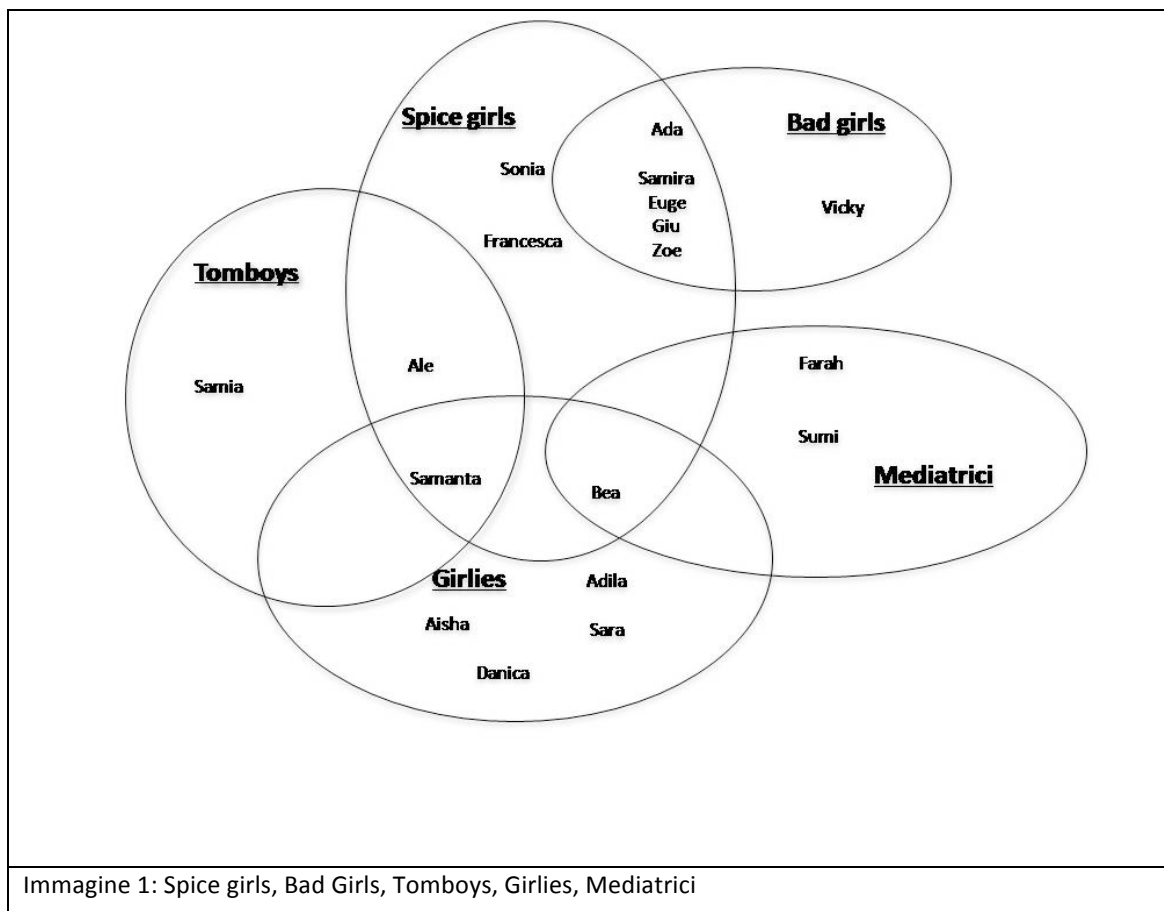 Spice girls
Ada
Bad girls
Sonia
Samira
Euge
Vicky
Giu
Francesca
Zoe
Tomboys
Ale
Farah
Samia
Sumi
Samanta
Bea
Mediatrici
Girlies
Adila
Aisha
Sara
Danica
Immagine 1: Spice girls, Bad Girls, Tomboys, Girlies, Mediatrici